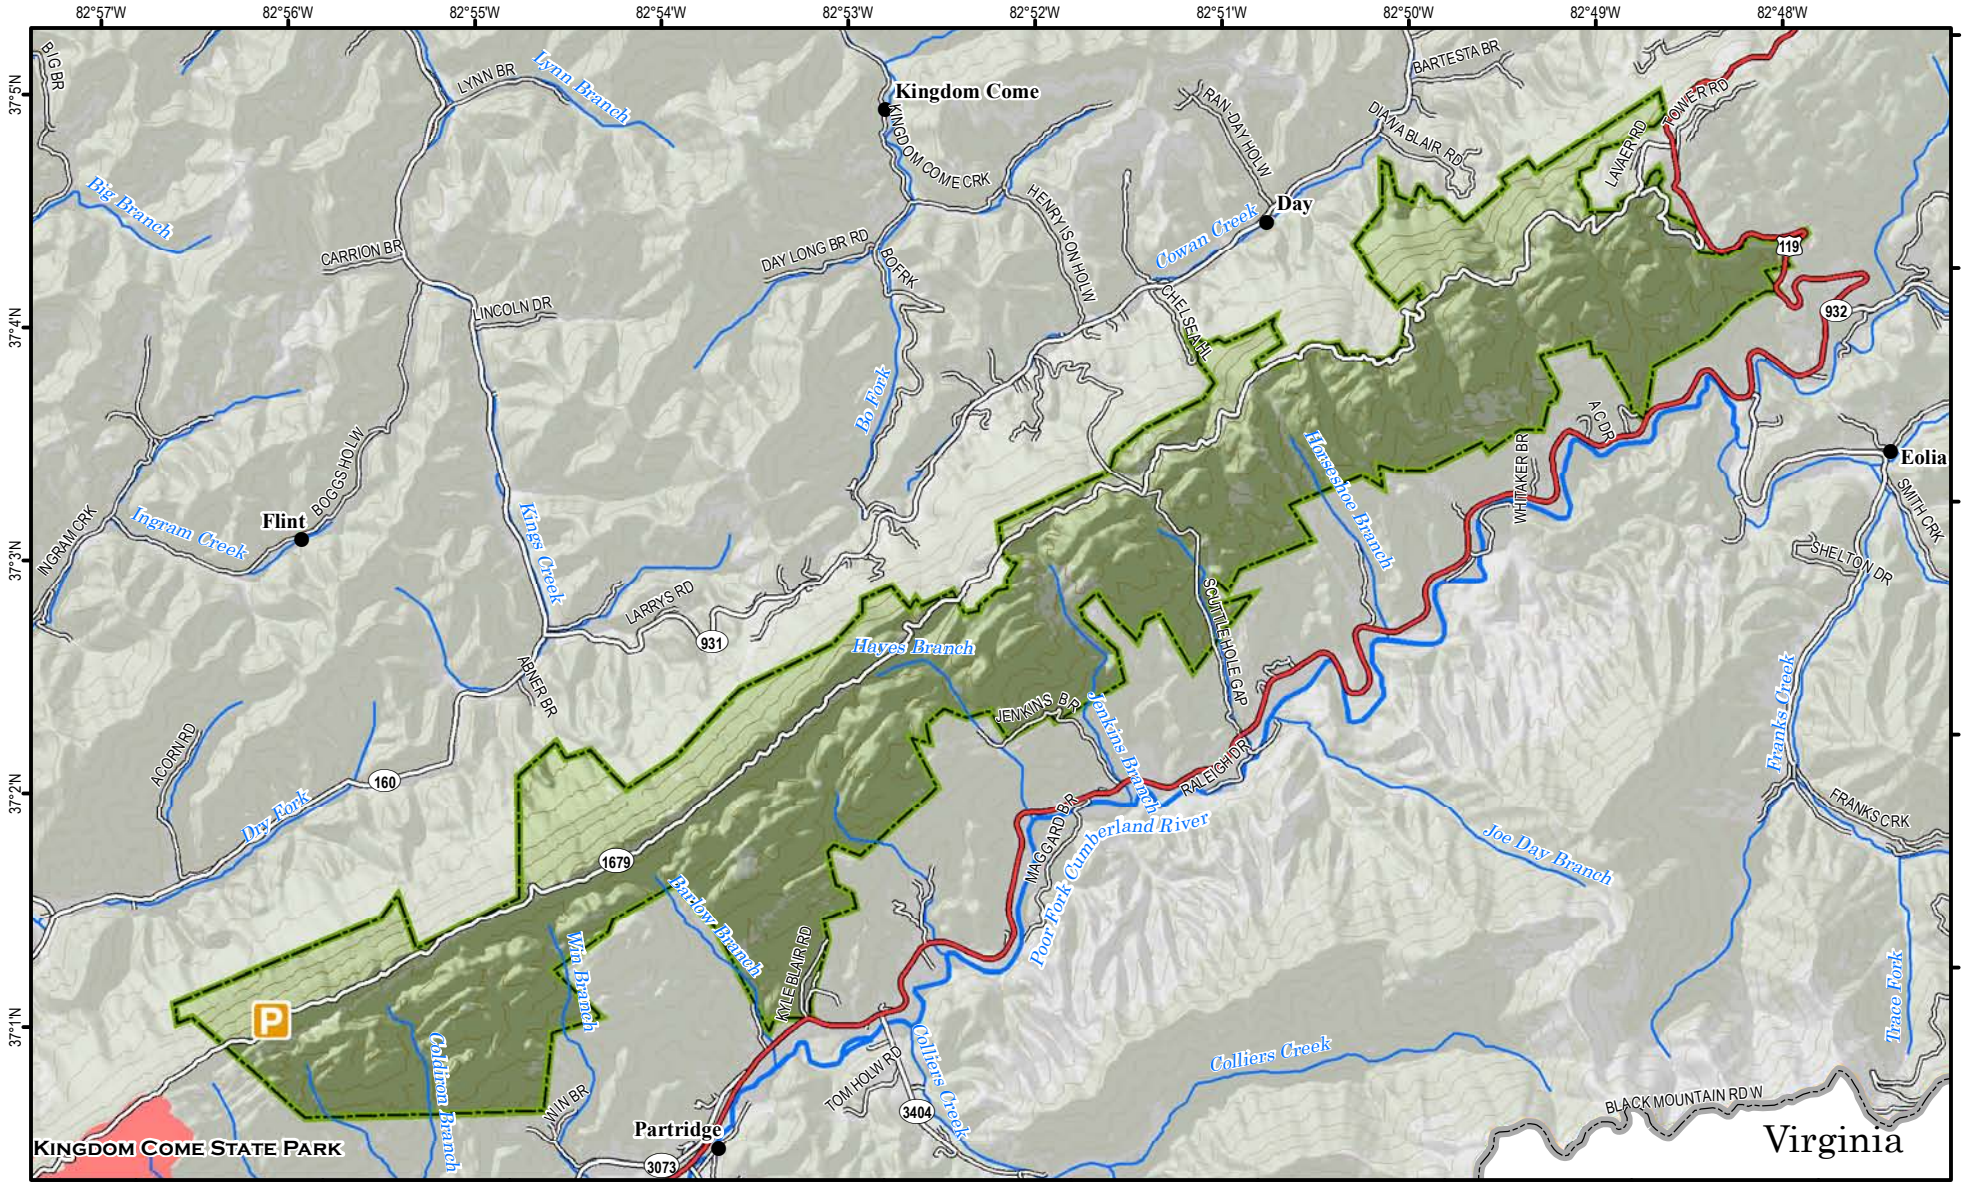 82°57'W
82°56'W
82°55'W
82°54'W
82°53'W
82°52'W
82°51'W
82°50'W
82°49'W
82°48'W
37°5'N
37°4'N
37°3'N
37°2'N
37°1'N
BIG BR
LYNN BR
Lynn Branch
Kingdom Come
KINGDOM COME CRK
RAN-DAY HOLW
BARTESTA BR
DIANA BLAIR RD
TOWER RD
LAVAER RD
Big Branch
CARRION BR
DAY LONG BR RD
BOFRK
HENRY ISON HOLW
Day
Cowan Creek
119
LINCOLN DR
CHELSEA HL
932
Bo Fork
BOGGS HOLW
Flint
INGRAM CRK
Ingram Creek
Kings Creek
Horseshoe Branch
WHITAKER BR
A C DR
Eolia
SMITH CRK
SHELTON DR
LARRYS RD
931
SCUTTLE HOLE GAP
Hayes Branch
ABNER BR
JENKINS BR
Jenkins Branch
ACORN RD
160
Dry Fork
RALEIGH DR
MAGGARD BR
Poor Fork Cumberland River
Franks Creek
FRANKS CRK
Joe Day Branch
1679
Barlow Branch
Win Branch
KYLE BLAIR RD
P
Coldiron Branch
Colliers Creek
Colliers Creek
Trace Fork
TOM HOLW RD
3404
WIN BR
Partridge
3073
BLACK MOUNTAIN RD W
KINGDOM COME STATE PARK
Virginia